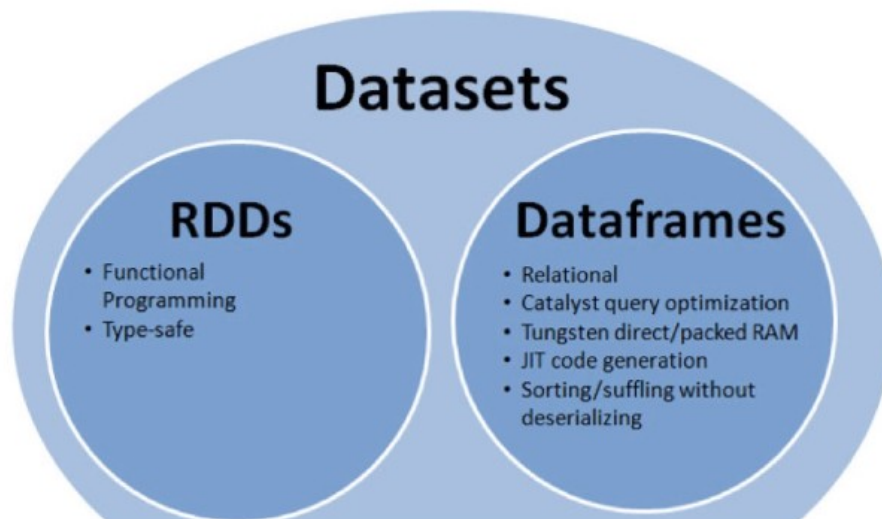 Datasets
RDDs
• Functional
Programming
• Type-safe
Dataframes
• Relational
• Catalyst query optimization
• Tungsten direct/packed RAM
• JIT code generation
• Sorting/suffling without
deserializing